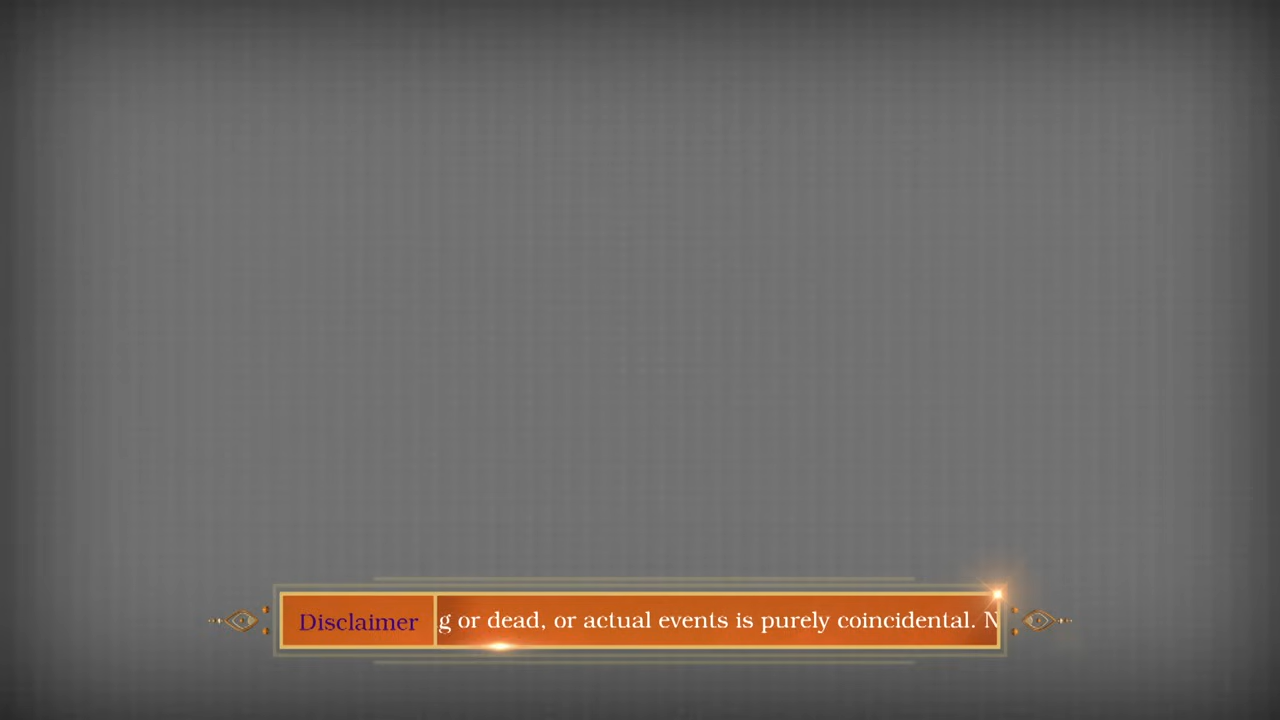 Disclaimer
g or dead, or actual events is purely coincidental. N